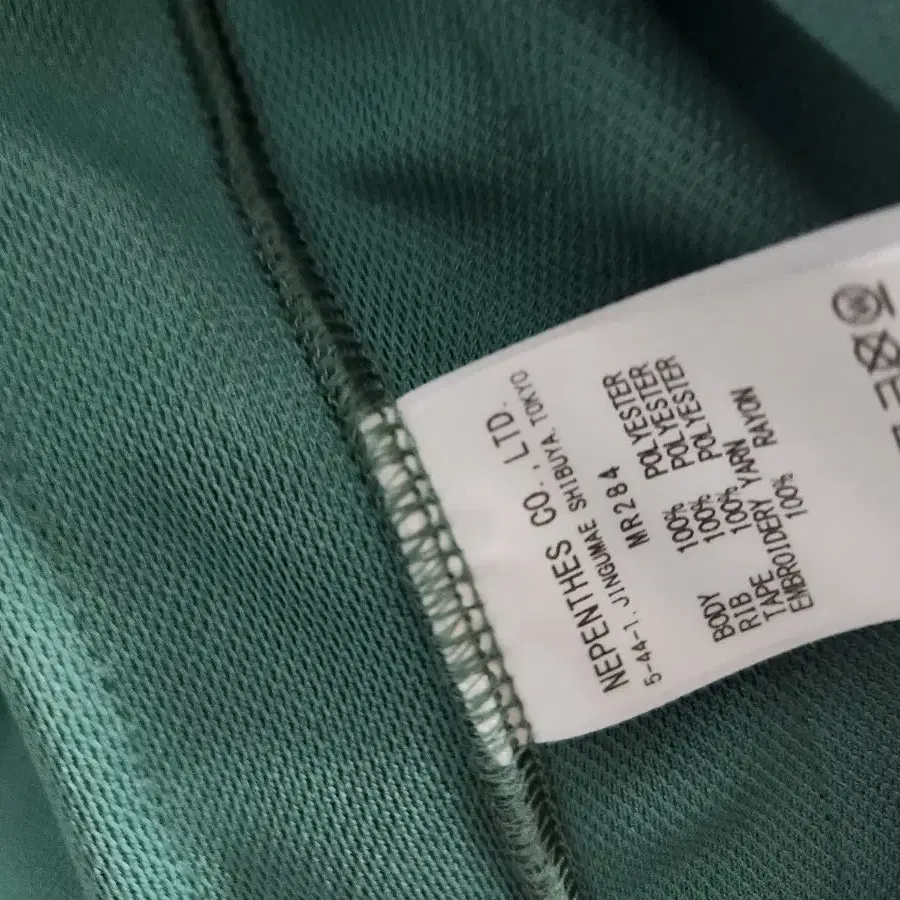 NEPENTHES CO., LTD.
5-44-1. JINGUMAE SHIBUYA, TOKYO
MR284
BODY 100% POLYESTER
RIB 100% POLYESTER
TAPE 100% POLYESTER
EMBROIDERY YARN
100% RAYON